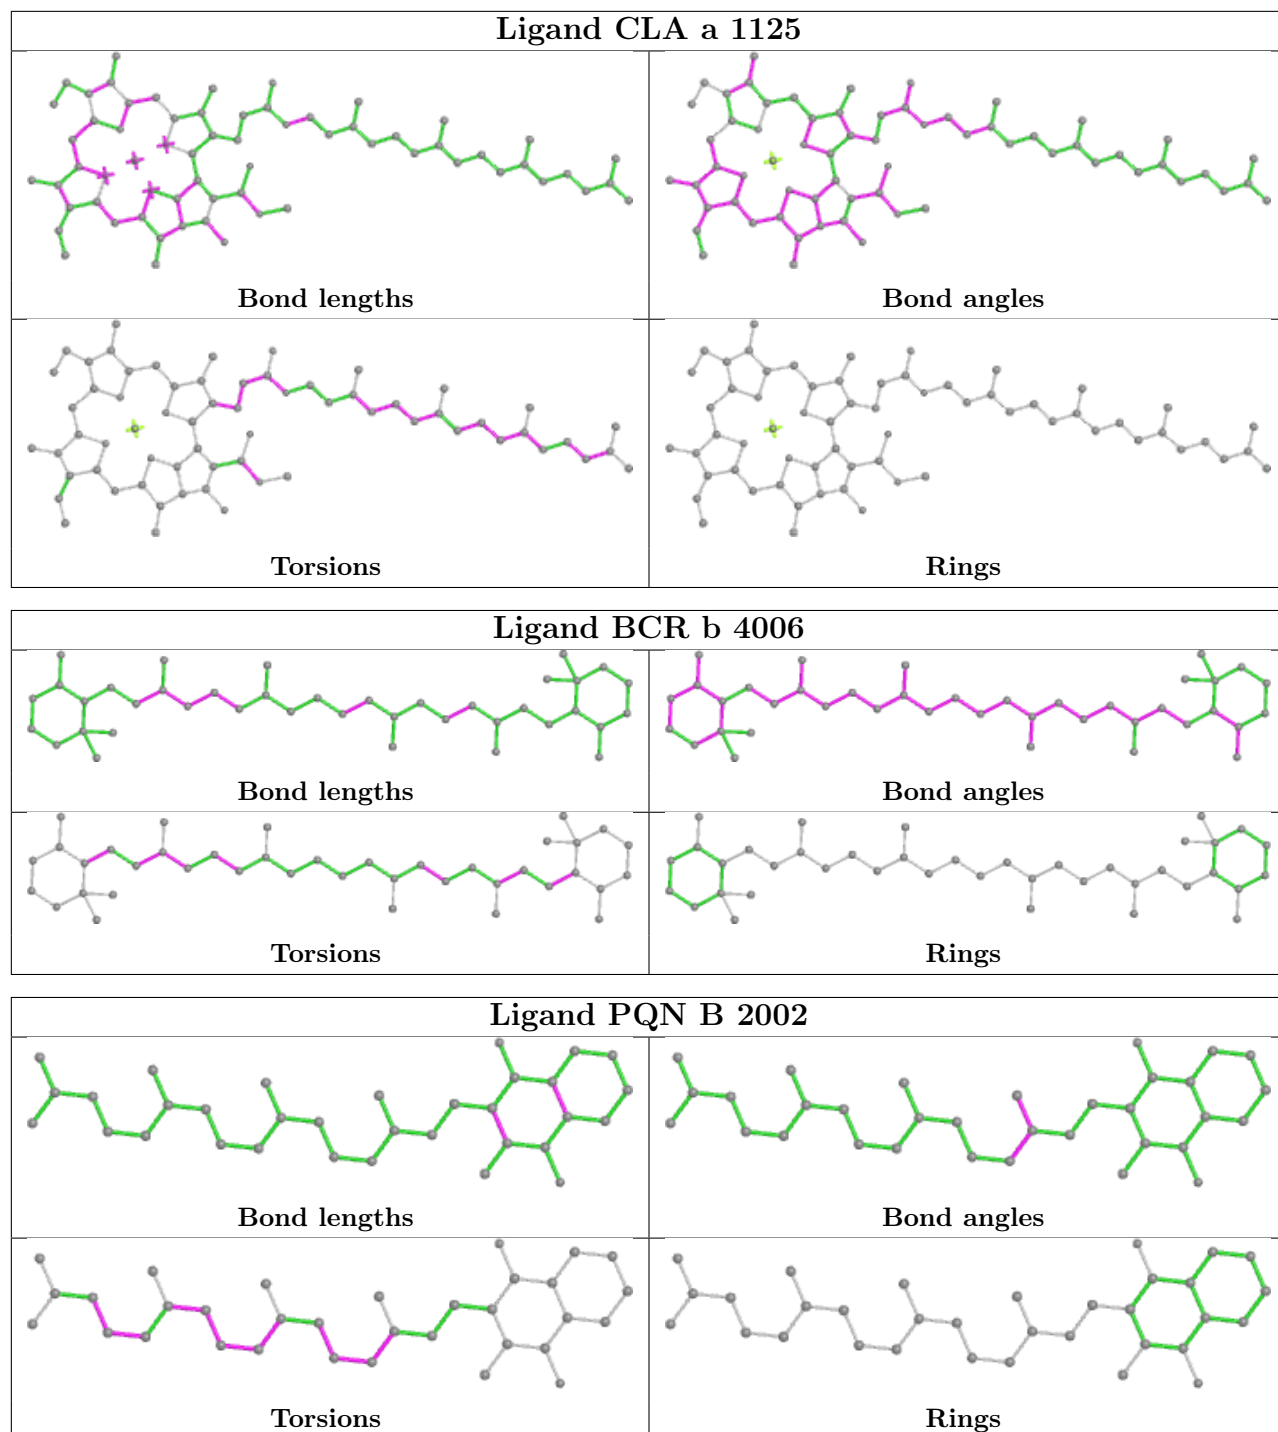 Ligand CLA a 1125
Bond lengths
Bond angles
Torsions
Rings
Ligand BCR b 4006
Bond lengths
Bond angles
Torsions
Rings
Ligand PQN B 2002
Bond lengths
Bond angles
Torsions
Rings